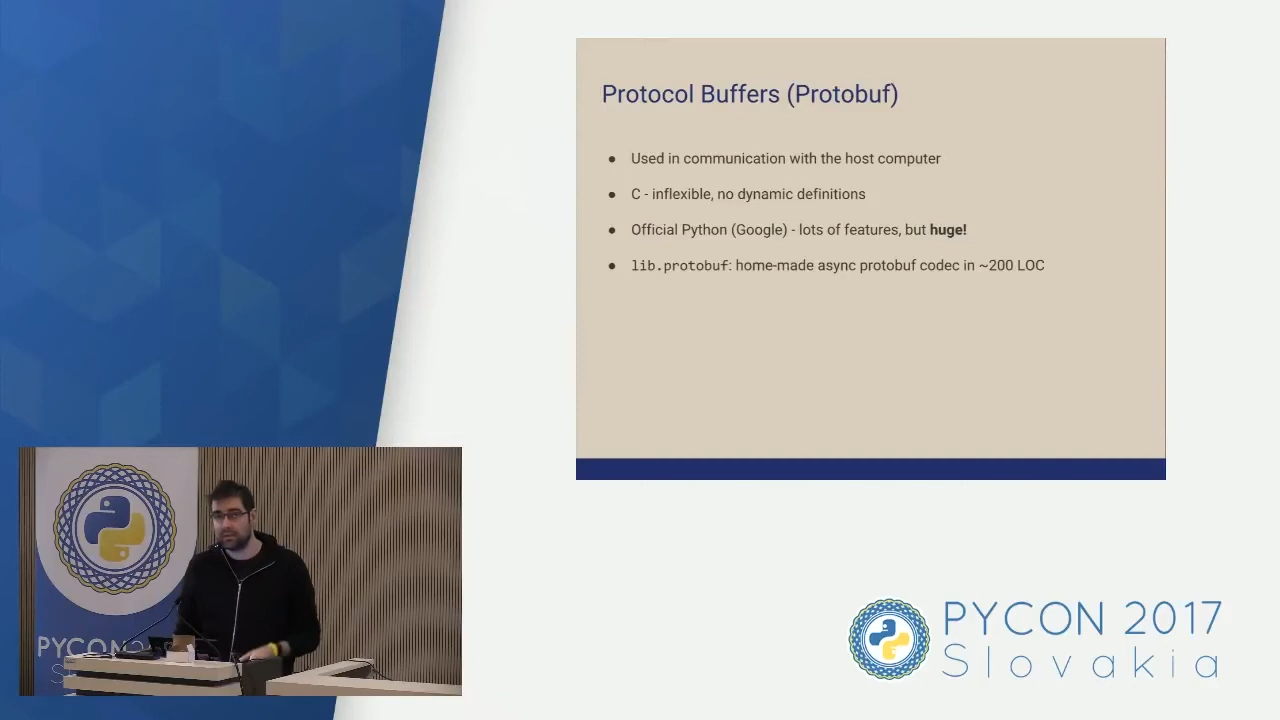 Protocol Buffers (Protobuf)
● Used in communication with the host computer
● C - inflexible, no dynamic definitions
● Official Python (Google) - lots of features, but huge!
● lib.protobuf: home-made async protobuf codec in ~200 LOC
PYCON 2017
Slovakia
PYCON